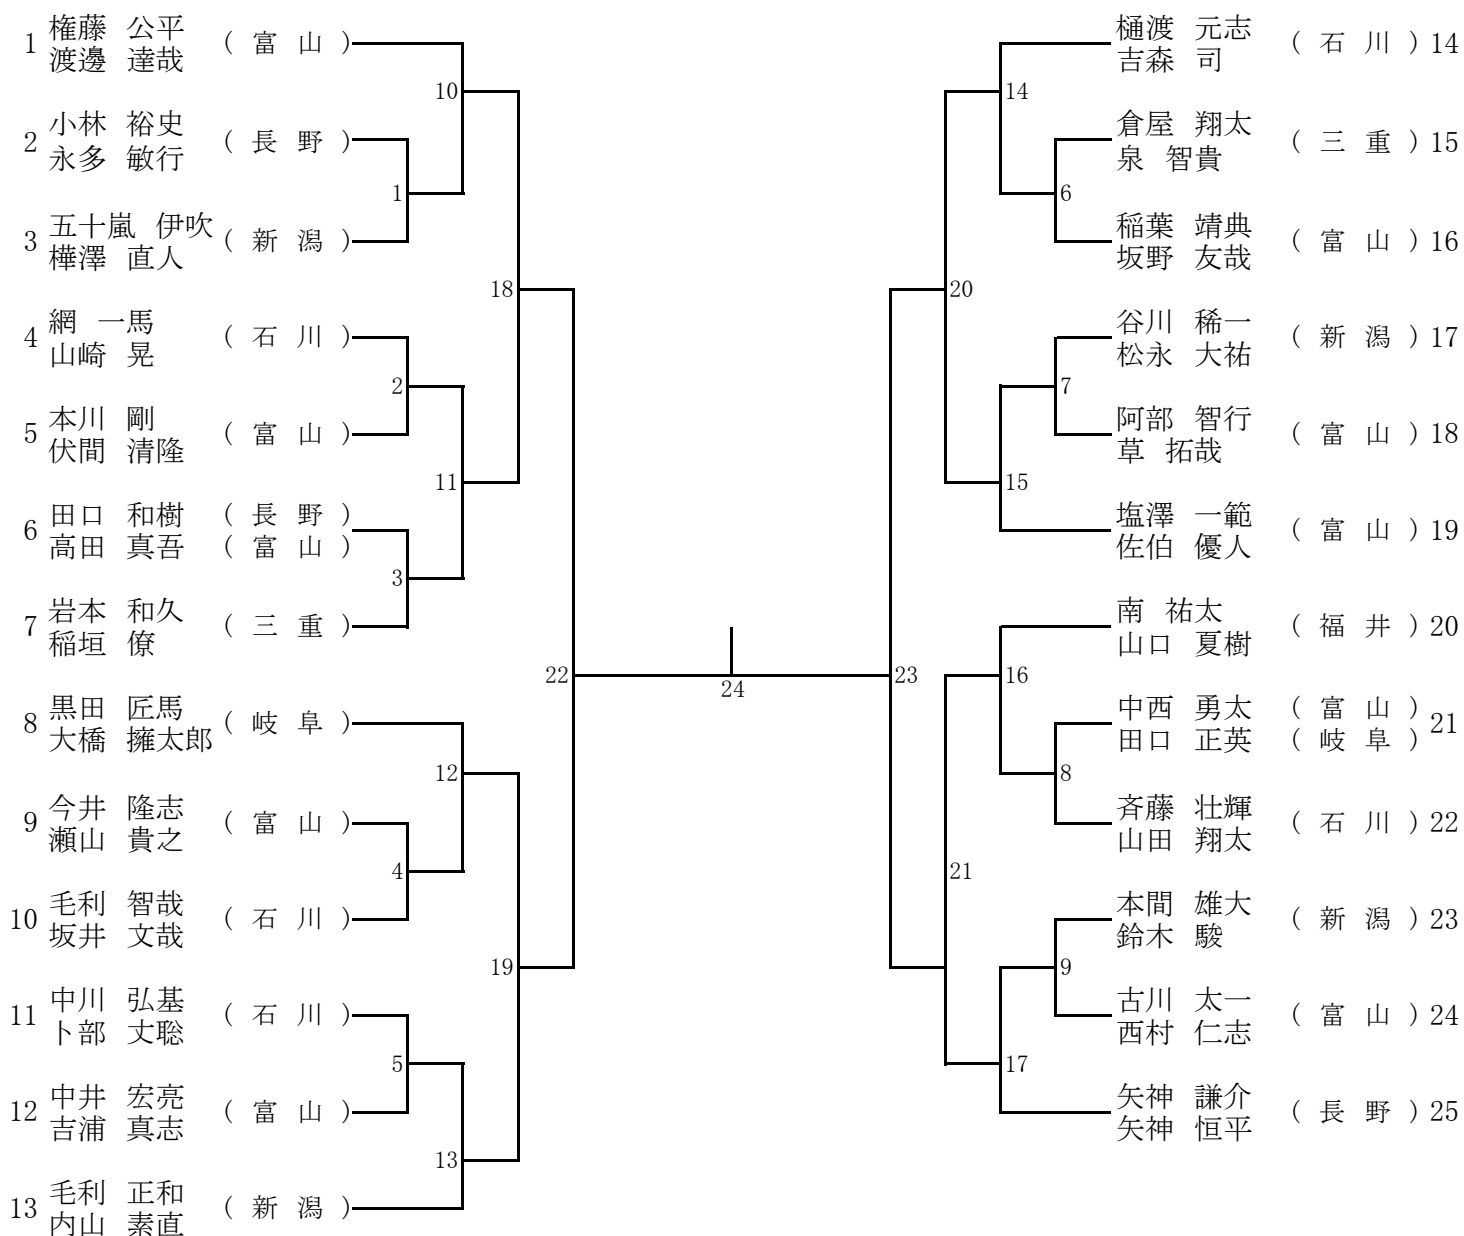 1 権藤 公平 ( 富 山 )
渡邊 達哉
10
2 小林 裕史 ( 長 野 )
永多 敏行
1
3 五十嵐 伊吹 ( 新 潟 )
樺澤 直人
18
4 網 一馬 ( 石 川 )
山崎 晃
2
5 本川 剛 ( 富 山 )
伏間 清隆
11
6 田口 和樹 ( 長 野 )
高田 真吾 ( 富 山 )
3
7 岩本 和久 ( 三 重 )
稲垣 僚
22
8 黒田 匠馬 ( 岐 阜 )
大橋 擁太郎
12
9 今井 隆志 ( 富 山 )
瀬山 貴之
4
10 毛利 智哉 ( 石 川 )
坂井 文哉
19
11 中川 弘基 ( 石 川 )
卜部 丈聡
5
12 中井 宏亮 ( 富 山 )
吉浦 真志
13
13 毛利 正和 ( 新 潟 )
内山 素直
24
樋渡 元志 ( 石 川 ) 14
吉森 司
14
倉屋 翔太 ( 三 重 ) 15
泉 智貴
6
稲葉 靖典 ( 富 山 ) 16
坂野 友哉
20
谷川 稀一 ( 新 潟 ) 17
松永 大祐
7
阿部 智行 ( 富 山 ) 18
草 拓哉
15
塩澤 一範 ( 富 山 ) 19
佐伯 優人
23
南 祐太 ( 福 井 ) 20
山口 夏樹
16
中西 勇太 ( 富 山 ) 21
田口 正英 ( 岐 阜 )
8
斉藤 壮輝 ( 石 川 ) 22
山田 翔太
21
本間 雄大 ( 新 潟 ) 23
鈴木 駿
9
古川 太一 ( 富 山 ) 24
西村 仁志
17
矢神 謙介 ( 長 野 ) 25
矢神 恒平